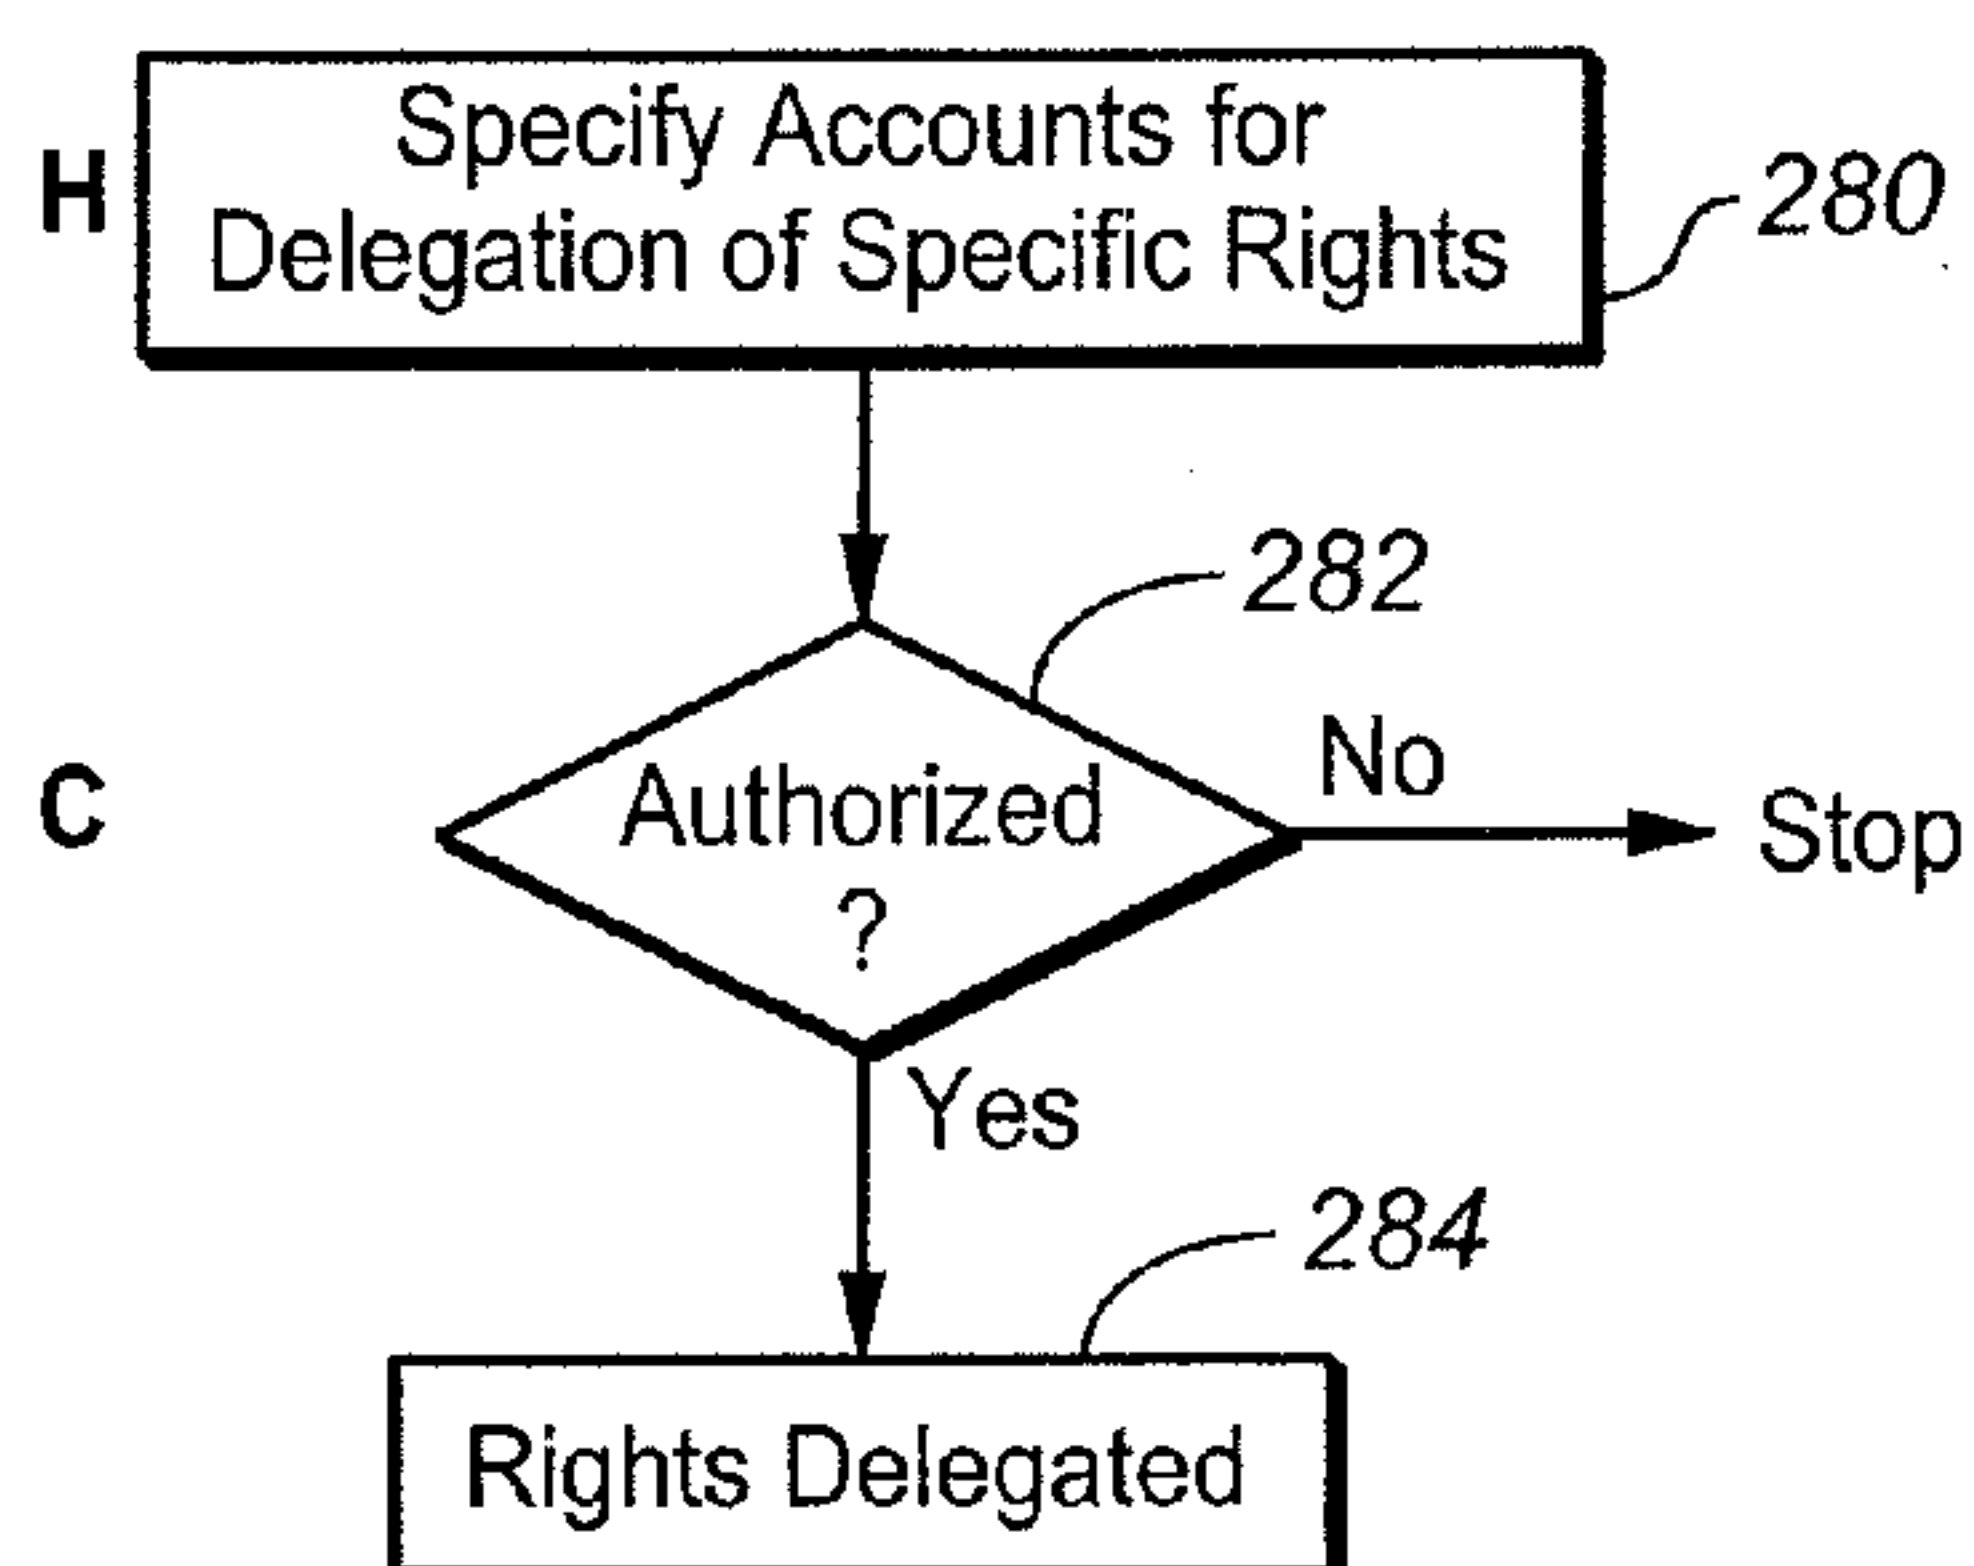 Specify Accounts for
H
Delegation of Specific Rights
280
282
No
C
Authorized
?
Stop
Yes
284
Rights Delegated